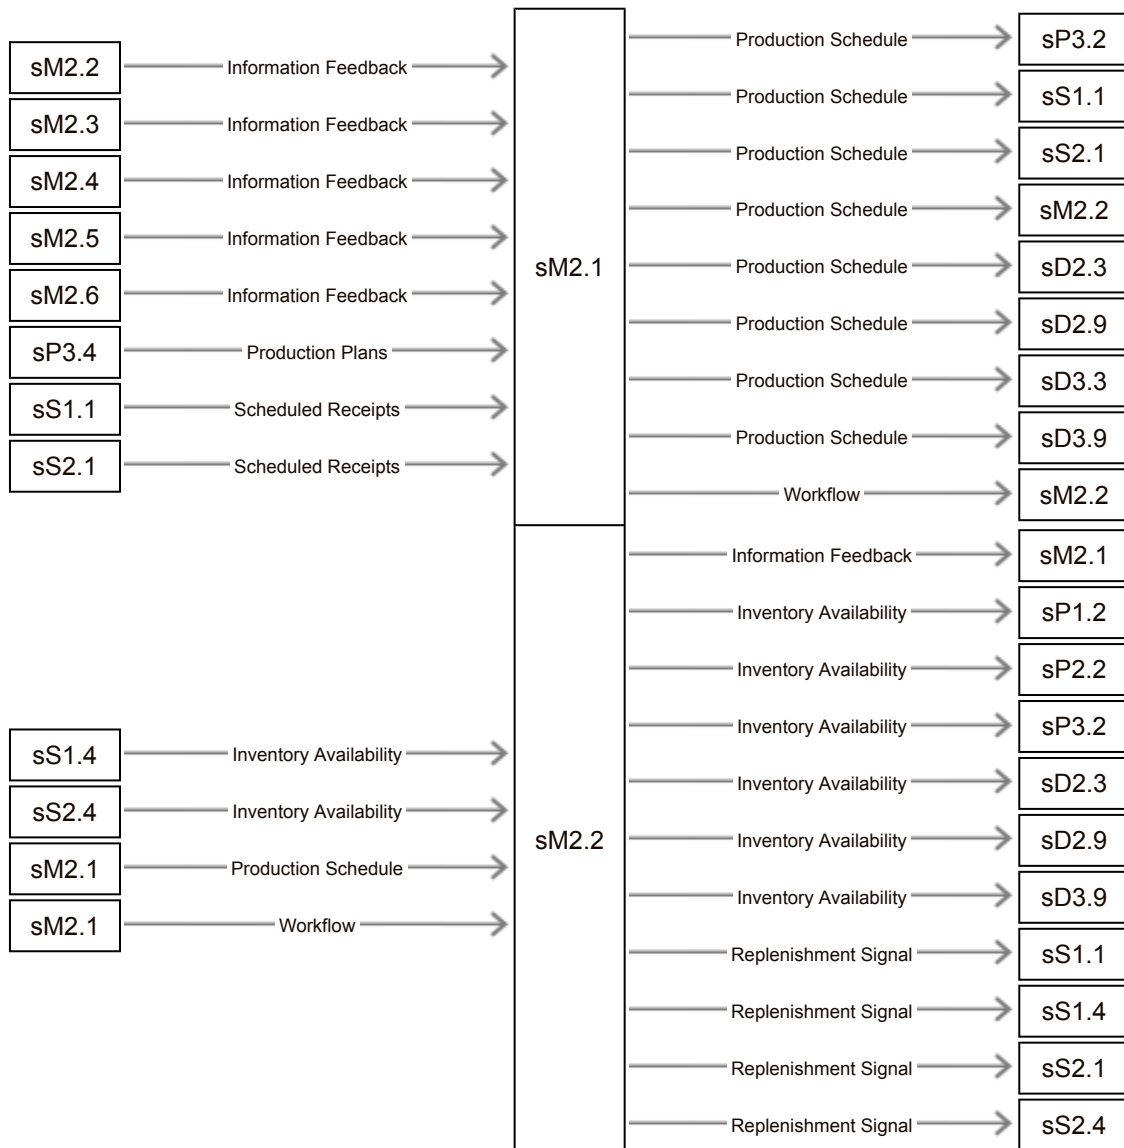 sM2.2 Information Feedback
sM2.3 Information Feedback
sM2.4 Information Feedback
sM2.5 Information Feedback
sM2.6 Information Feedback
sP3.4 Production Plans
sS1.1 Scheduled Receipts
sS2.1 Scheduled Receipts
sM2.1
Production Schedule sP3.2
Production Schedule sS1.1
Production Schedule sS2.1
Production Schedule sM2.2
Production Schedule sD2.3
Production Schedule sD2.9
Production Schedule sD3.3
Production Schedule sD3.9
Workflow sM2.2
sS1.4 Inventory Availability
sS2.4 Inventory Availability
sM2.1 Production Schedule
sM2.1 Workflow
sM2.2
Information Feedback sM2.1
Inventory Availability sP1.2
Inventory Availability sP2.2
Inventory Availability sP3.2
Inventory Availability sD2.3
Inventory Availability sD2.9
Inventory Availability sD3.9
Replenishment Signal sS1.1
Replenishment Signal sS1.4
Replenishment Signal sS2.1
Replenishment Signal sS2.4